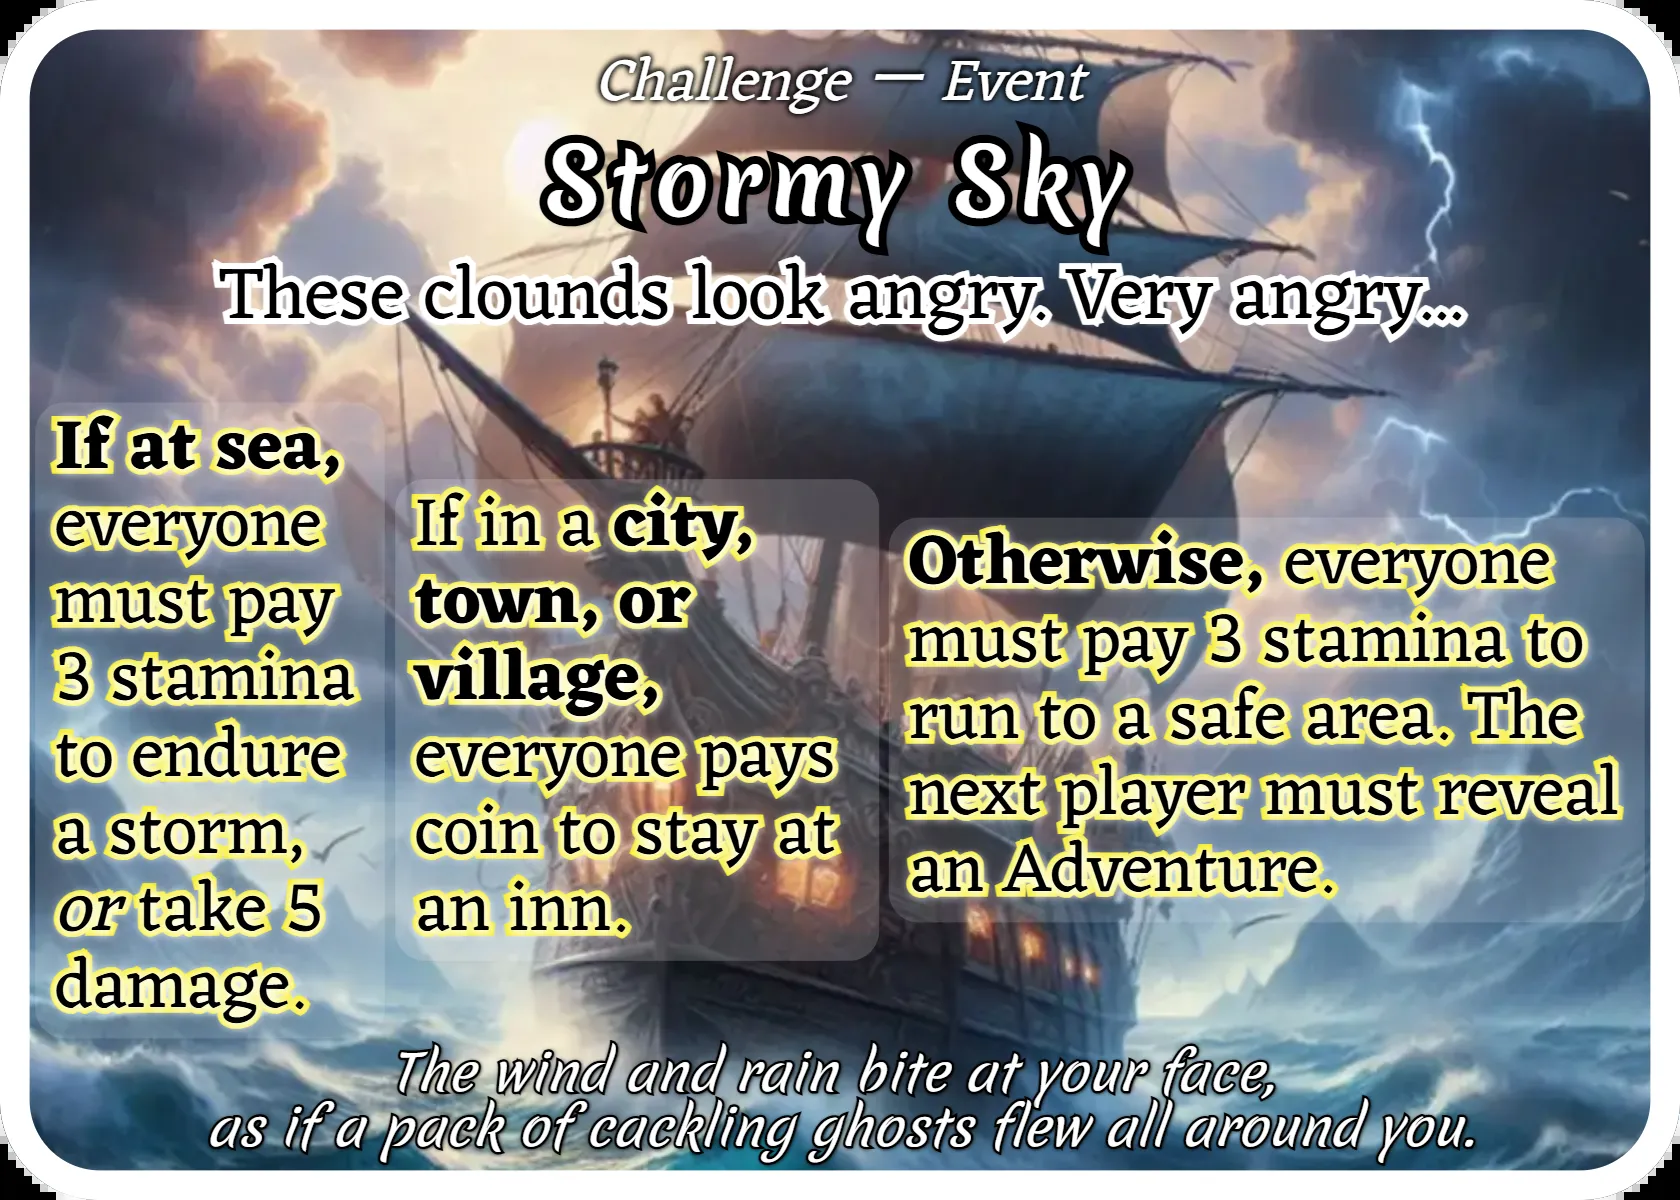 Challenge — Event
Stormy Sky
These clounds look angry. Very angry...
If at sea,
everyone
must pay
3 stamina
to endure
a storm,
or take 5
damage.
If in a city,
town, or
village,
everyone pays
coin to stay at
an inn.
Otherwise, everyone
must pay 3 stamina to
run to a safe area. The
next player must reveal
an Adventure.
The wind and rain bite at your face,
as if a pack of cackling ghosts flew all around you.